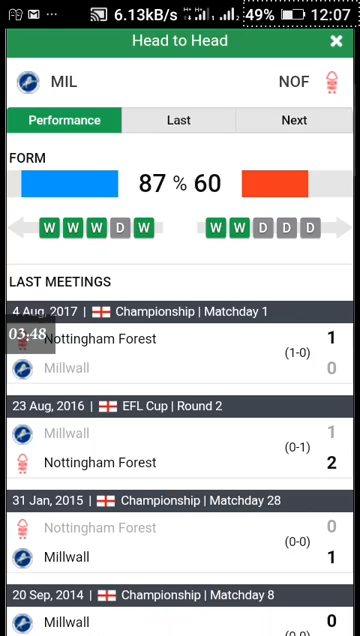 6.13kB/s 49% 12:07
Head to Head ×
MIL NOF
Performance Last Next
FORM
87 % 60
W W W D W W W D D D
LAST MEETINGS
4 Aug, 2017 | Championship | Matchday 1
03:48
Nottingham Forest 1
(1-0)
Millwall 0
23 Aug, 2016 | EFL Cup | Round 2
Millwall 1
(0-1)
Nottingham Forest 2
31 Jan, 2015 | Championship | Matchday 28
Nottingham Forest 0
(0-0)
Millwall 1
20 Sep, 2014 | Championship | Matchday 8
Millwall 0
(0-0)